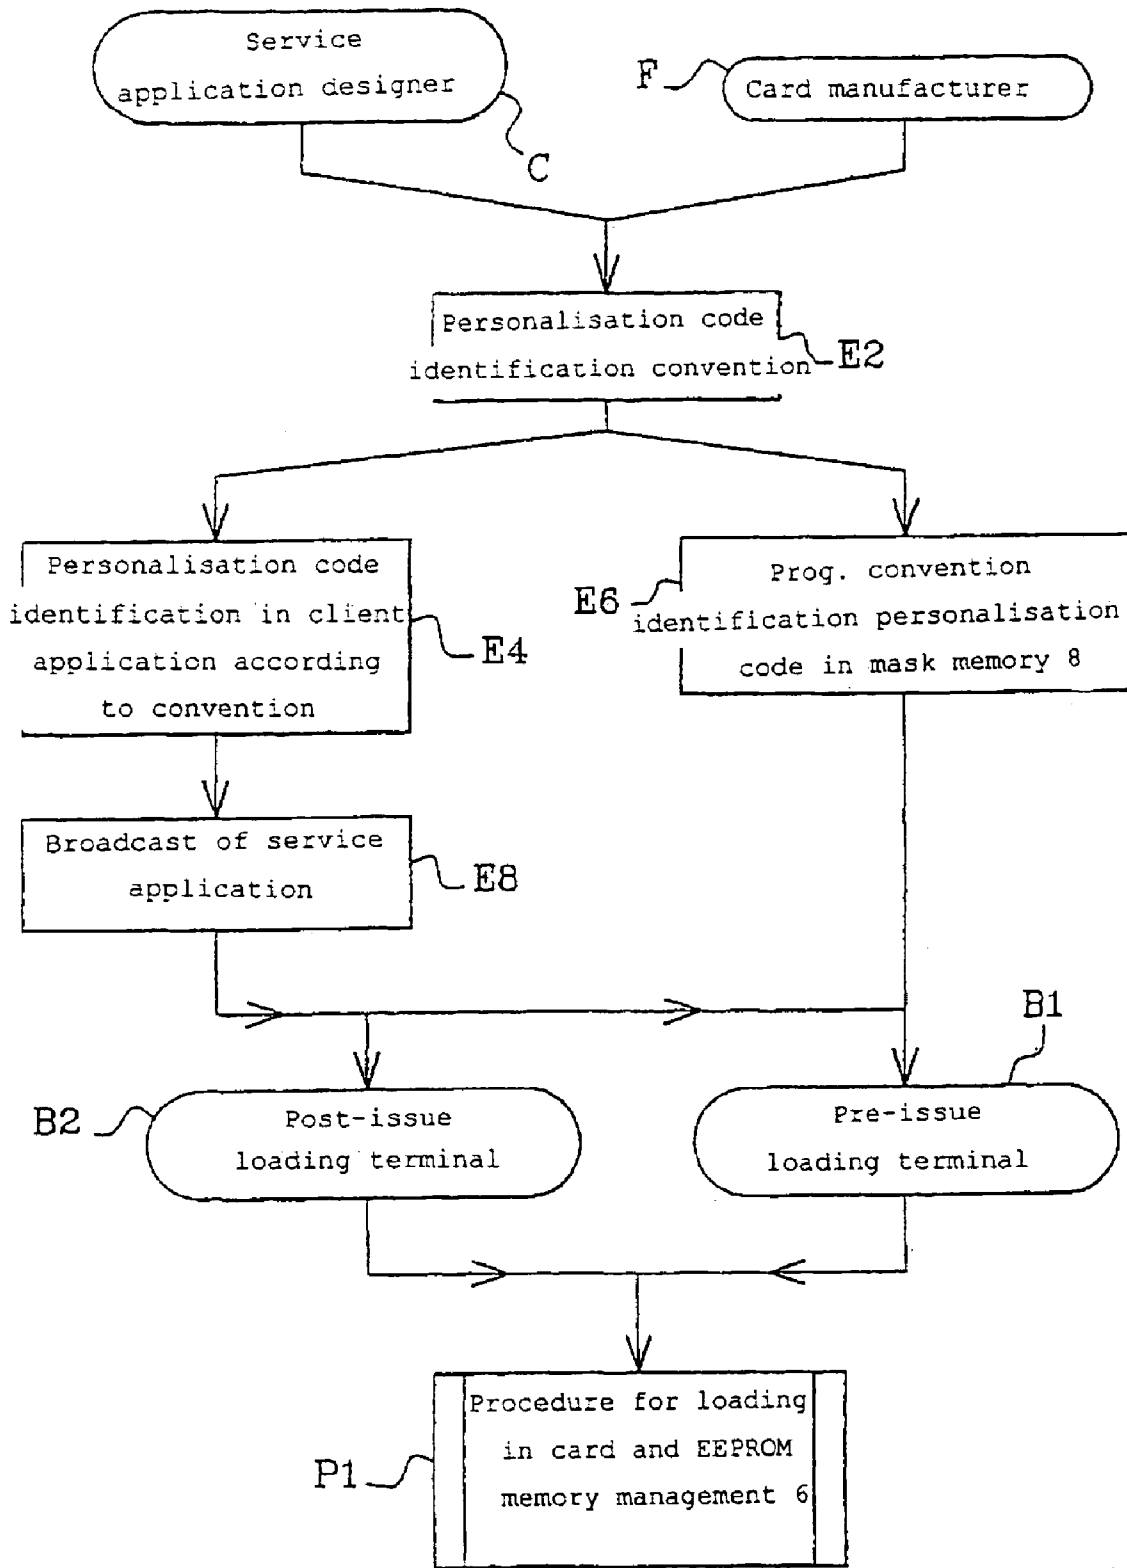 Service
application designer
C
F
Card manufacturer
Personalisation code
identification convention
E2
Personalisation code
identification in client
application according
to convention
E4
E6
Prog. convention
identification personalisation
code in mask memory 8
Broadcast of service
application
E8
B1
B2
Post-issue
loading terminal
Pre-issue
loading terminal
P1
Procedure for loading
in card and EEPROM
memory management 6